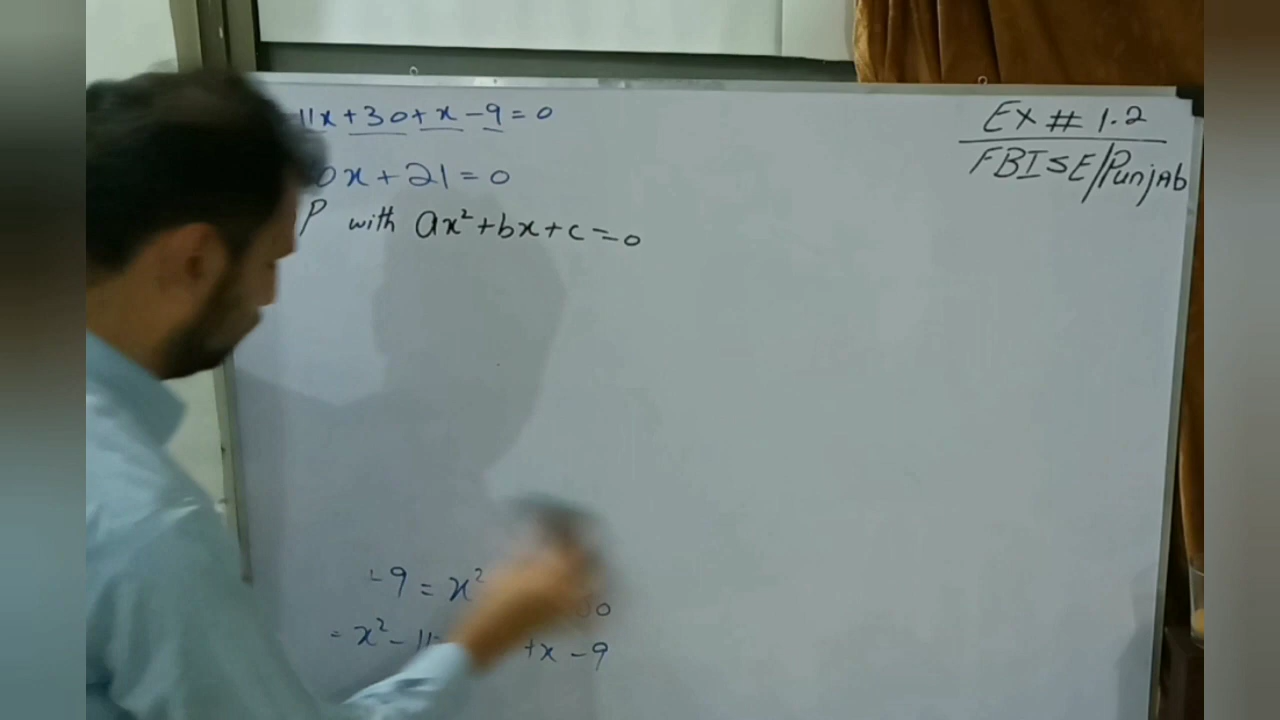 11x + 30 + x - 9 = 0
0x + 21 = 0
P with ax² + bx + c = 0
-9 = x²
0
= x² - 11
+x - 9
Ex # 1.2
FBISE/Punjab